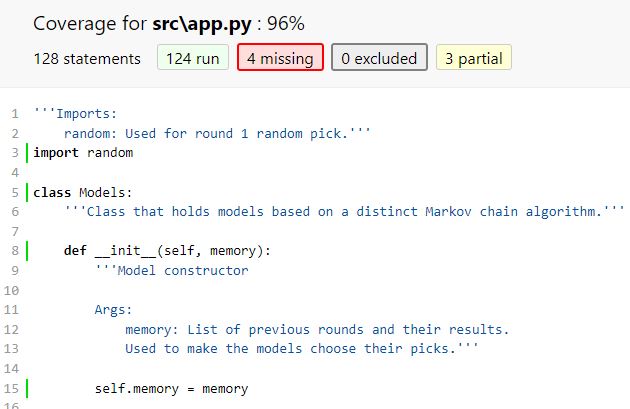 Coverage for src\app.py : 96%
128 statements 124 run 4 missing 0 excluded 3 partial
1 '''Imports:
2 random: Used for round 1 random pick.'''
3 import random
4
5 class Models:
6 '''Class that holds models based on a distinct Markov chain algorithm.'''
7
8 def __init__(self, memory):
9 '''Model constructor
10
11 Args:
12 memory: List of previous rounds and their results.
13 Used to make the models choose their picks.'''
14
15 self.memory = memory
16